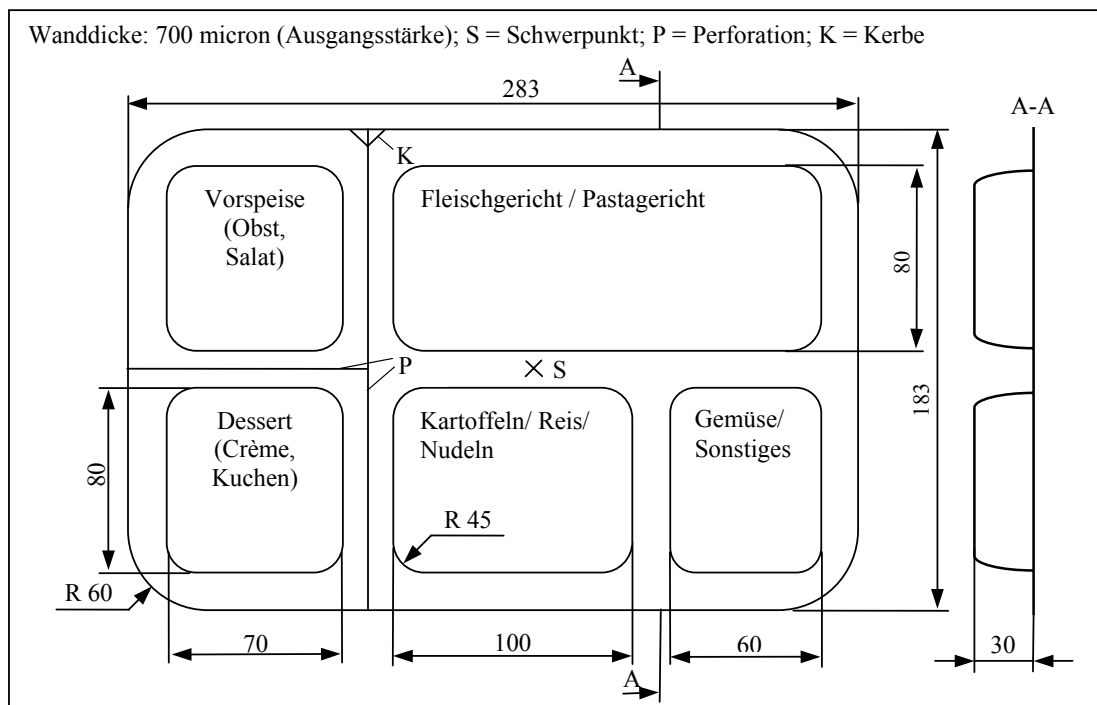 Wanddicke: 700 micron (Ausgangsstärke); S = Schwerpunkt; P = Perforation; K = Kerbe
A
283
A-A
K
Vorspeise
(Obst,
Salat)
Fleischgericht / Pastagericht
80
183
P
S
Dessert
(Crème,
Kuchen)
Kartoffeln/ Reis/
Nudeln
Gemüse/
Sonstiges
80
R 45
R 60
70
100
60
30
A